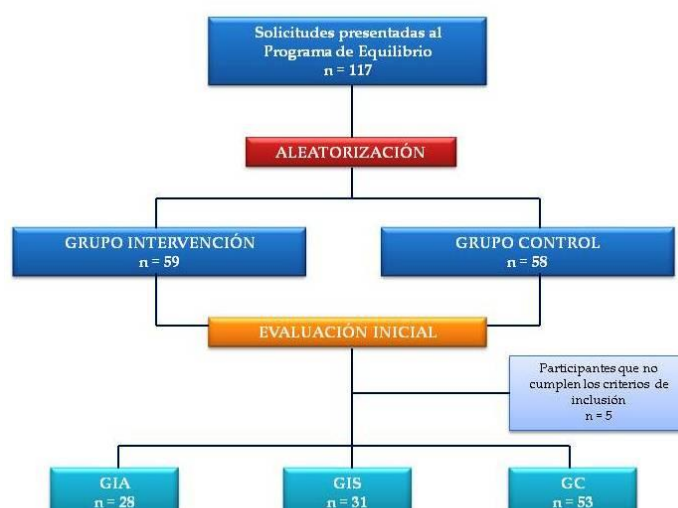 Solicitudes presentadas al
Programa de Equilibrio
n = 117
ALEATORIZACIÓN
GRUPO INTERVENCIÓN
n = 59
GRUPO CONTROL
n = 58
EVALUACIÓN INICIAL
Participantes que no
cumplen los criterios de
inclusión
n = 5
GIA
n = 28
GIS
n = 31
GC
n = 53